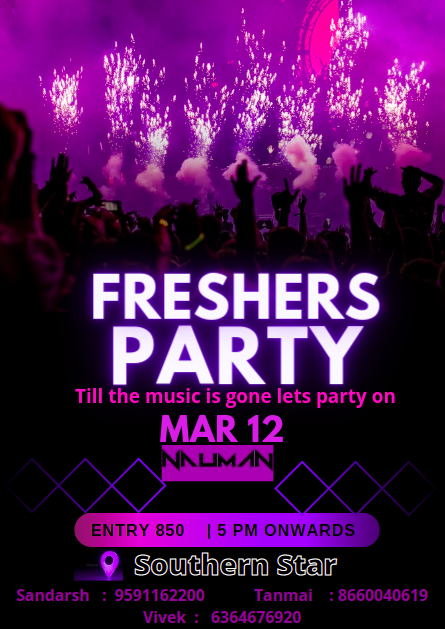 FRESHERS
PARTY
Till the music is gone lets party on
MAR 12
NAUMAN
ENTRY 850 | 5 PM ONWARDS
Southern Star
Sandarsh : 9591162200 Tanmai : 8660040619
Vivek : 6364676920